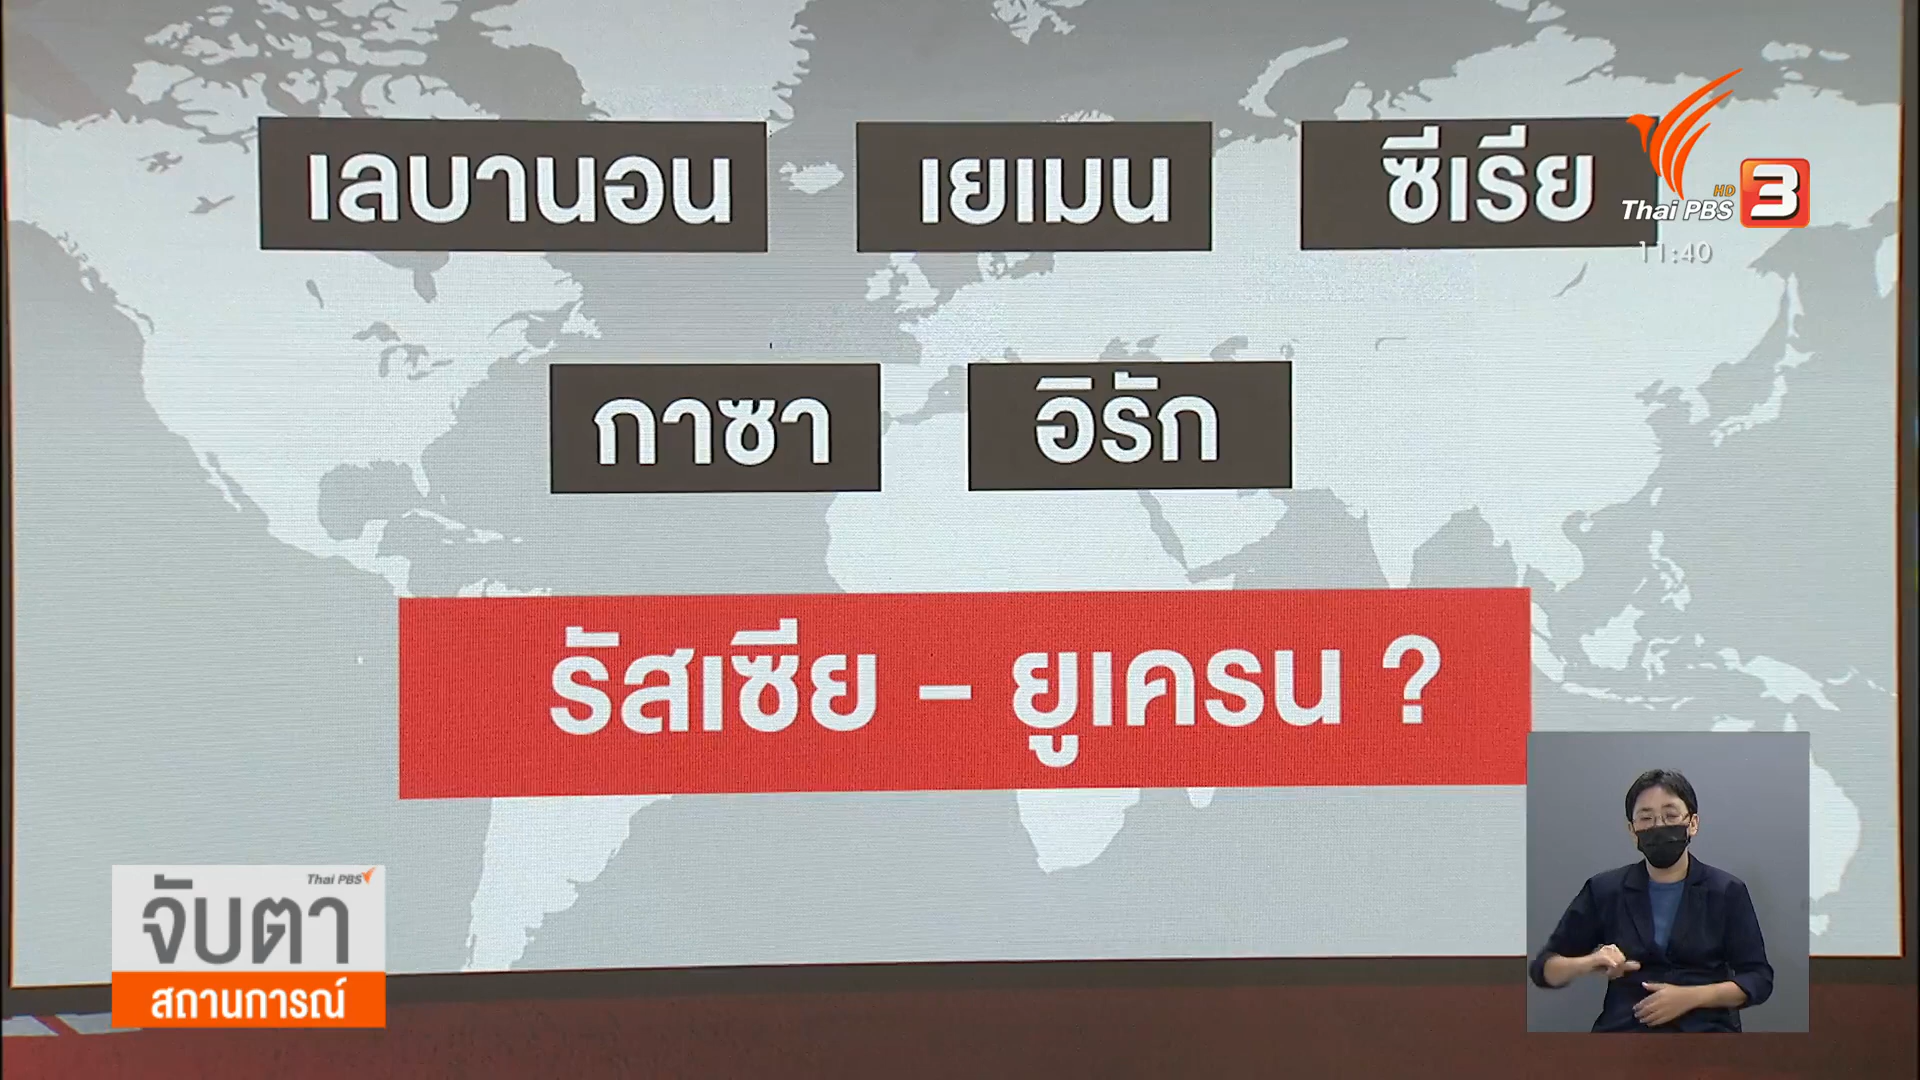 เลบานอน เยเมน ซีเรีย
HD
Thai PBS 3
11:40
กาซา อิรัก
รัสเซีย – ยูเครน ?
Thai PBS
จับตา
สถานการณ์